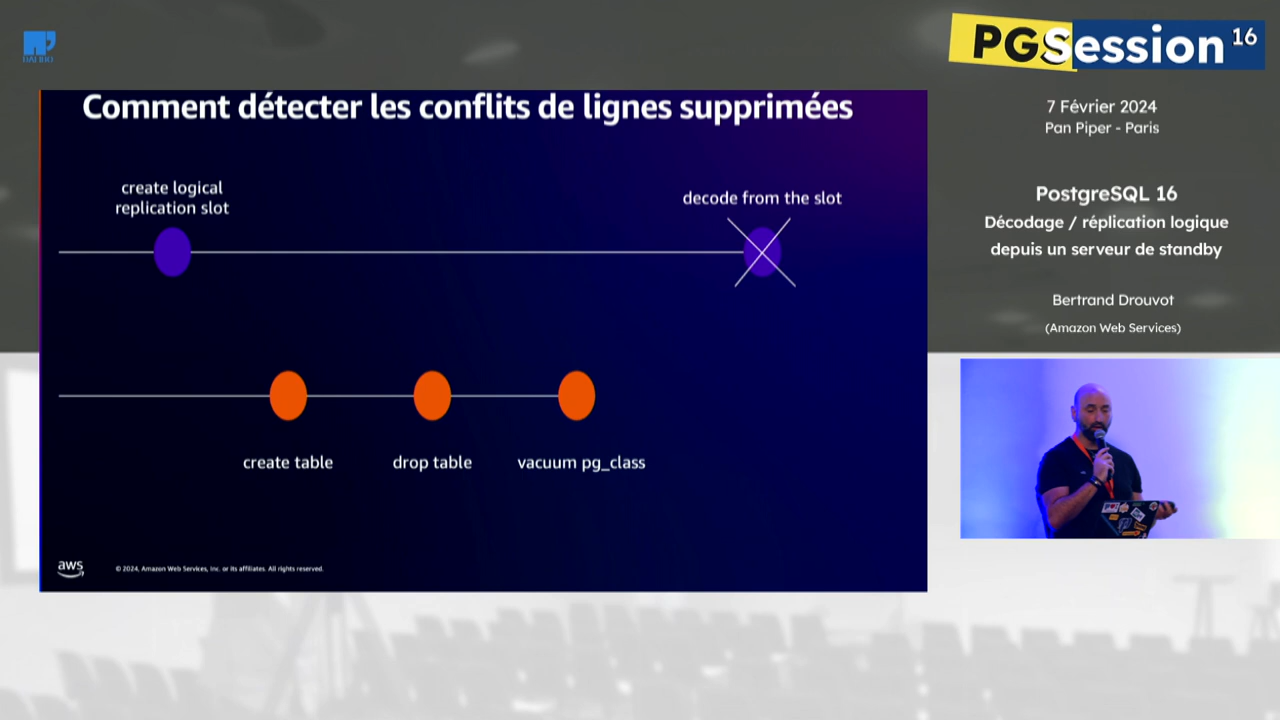 DALIBO
PGSession 16
7 Février 2024
Pan Piper - Paris
PostgreSQL 16
Décodage / réplication logique
depuis un serveur de standby
Bertrand Drouvot
(Amazon Web Services)
Comment détecter les conflits de lignes supprimées
create logical
replication slot
decode from the slot
create table
drop table
vacuum pg_class
aws
© 2024, Amazon Web Services, Inc. or its affiliates. All rights reserved.